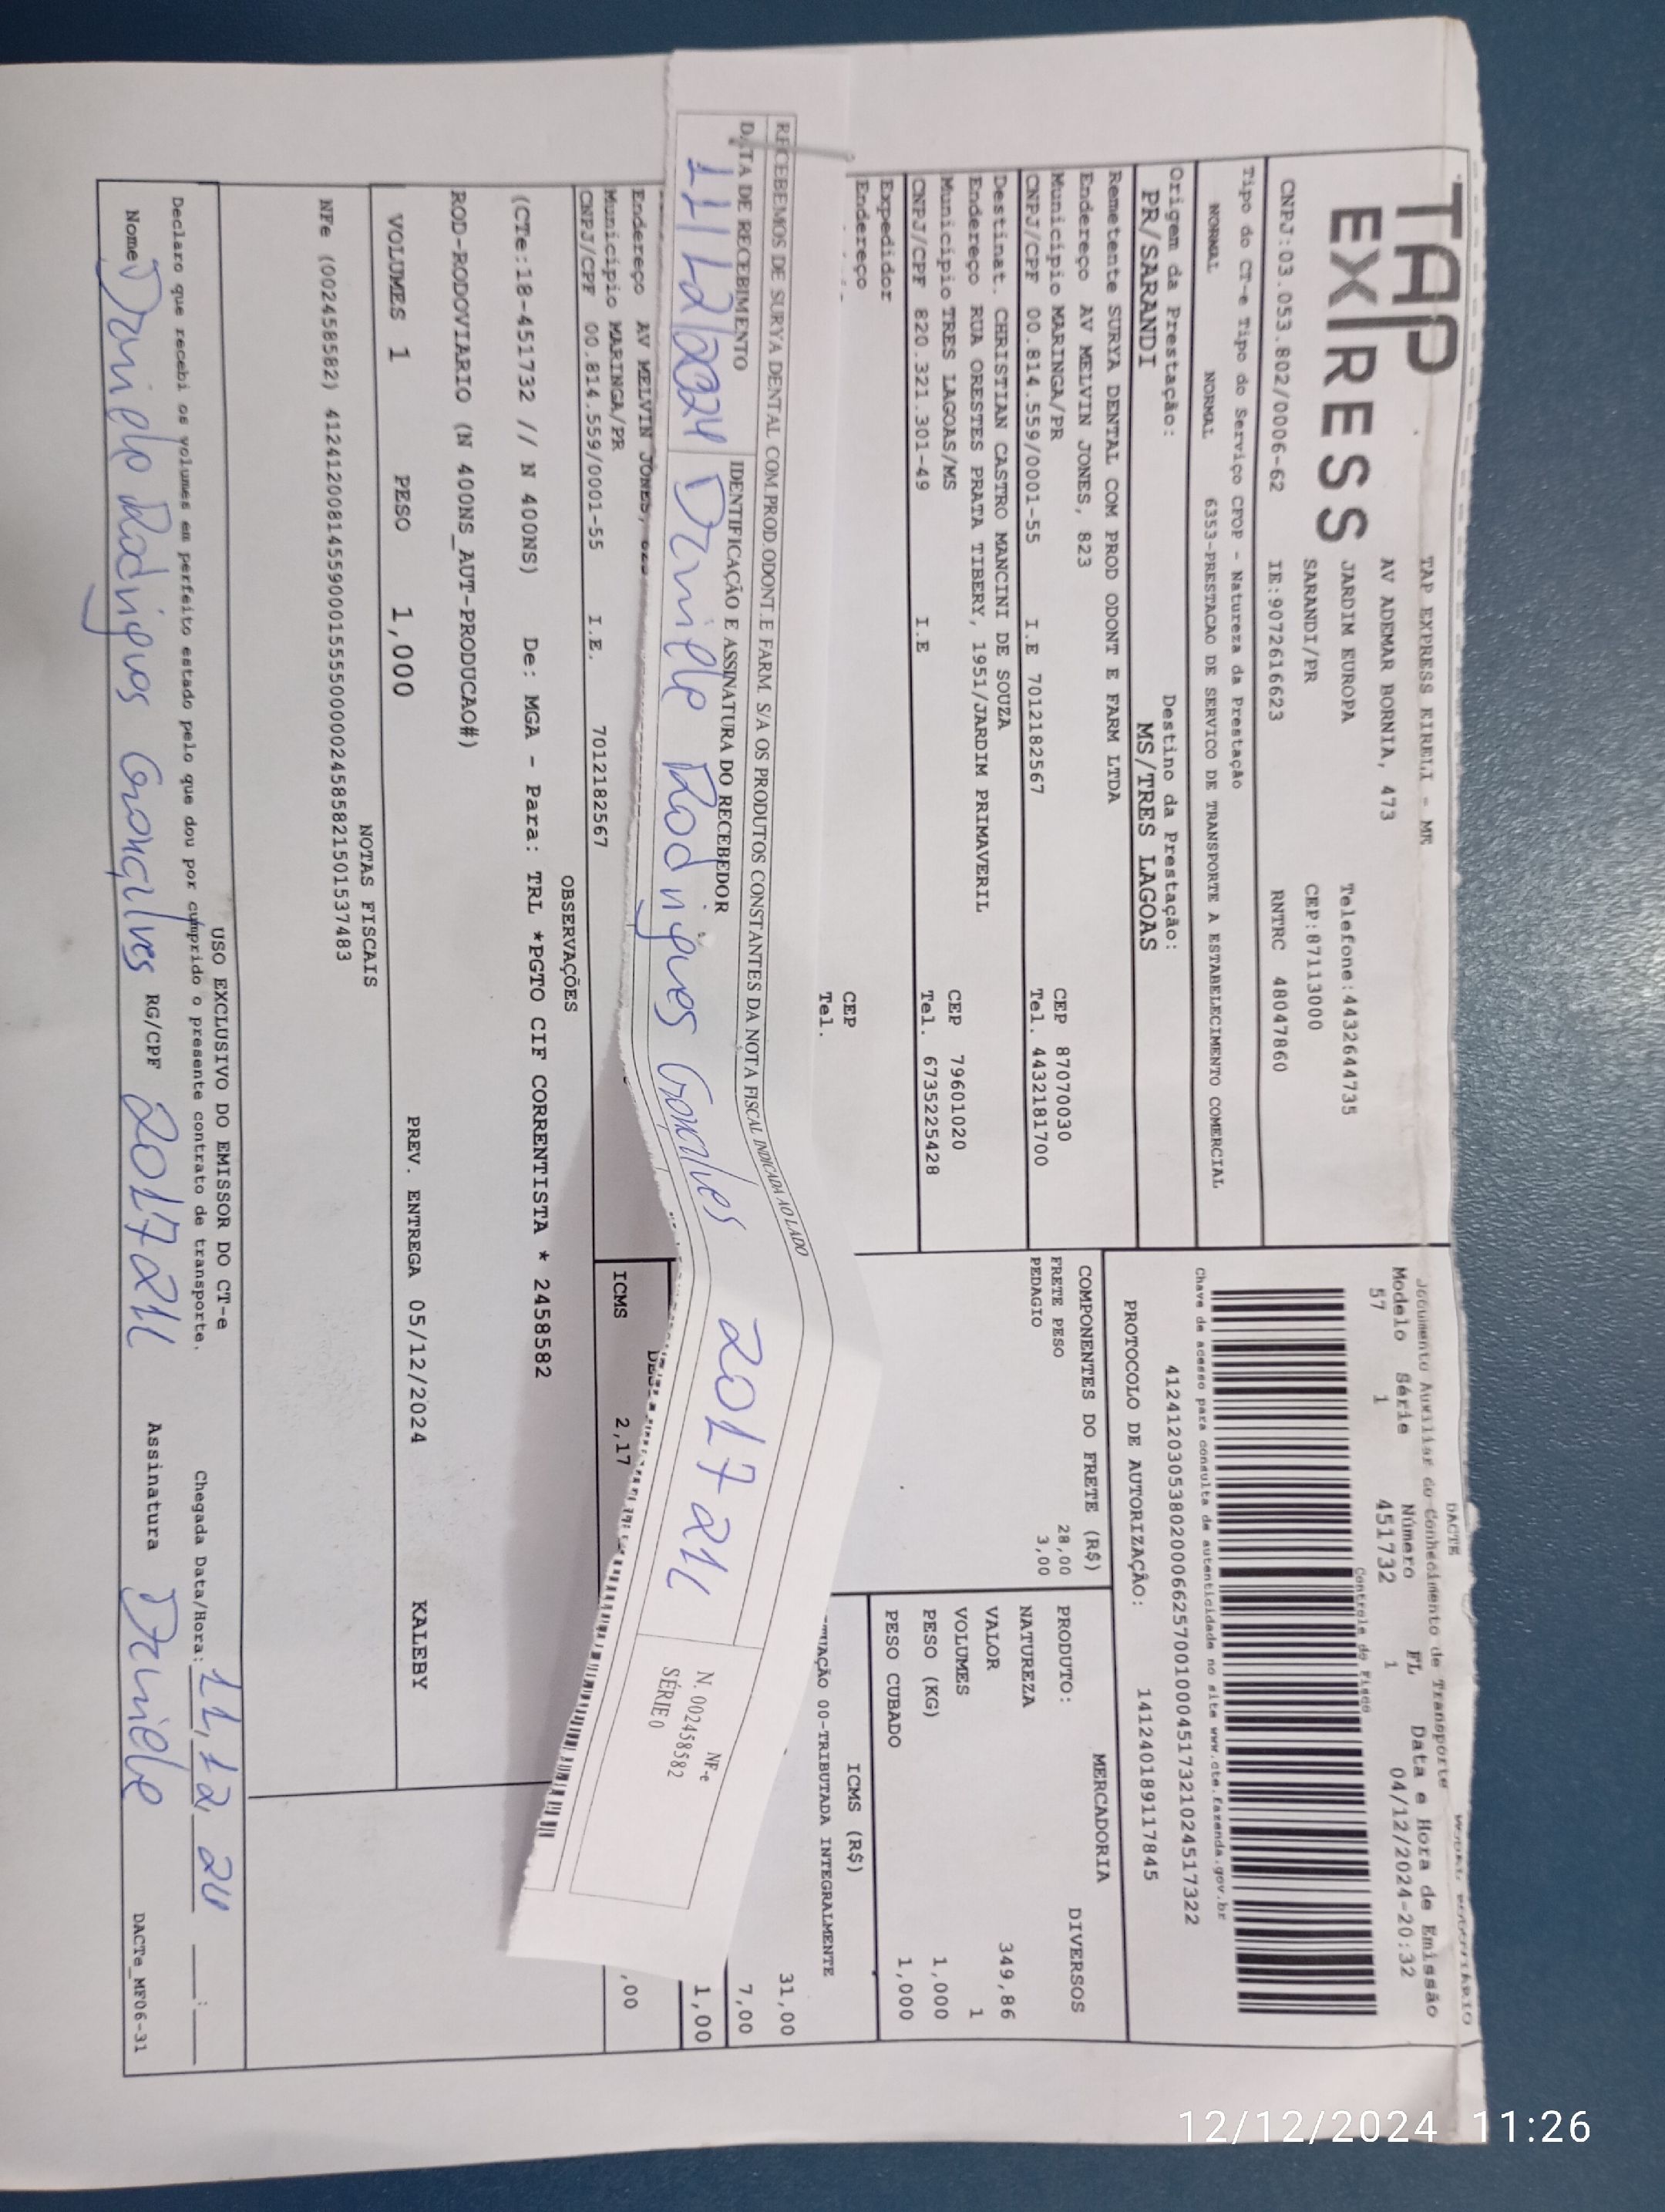 TAP
EXPRESS
TAP EXPRESS EIRELI - ME
AV ADEMAR BORNIA, 473
JARDIM EUROPA Telefone:4432644735
SARANDI/PR CEP:87113000
CNPJ:03.053.802/0006-62 IE:9072616623 RNTRC 48047860
Tipo do CT-e Tipo do Serviço CFOP - Natureza da Prestação
NORMAL NORMAL 6353-PRESTACAO DE SERVICO DE TRANSPORTE A ESTABELECIMENTO COMERCIAL
Origem da Prestação: Destino da Prestação:
PR/SARANDI MS/TRES LAGOAS
DACTE
Documento Auxiliar do Conhecimento de Transporte
Modelo Série Número FL Data e Hora de Emissão
57 1 451732 1 04/12/2024-20:32
Controle do Fisco
Chave de acesso para consulta de autenticidade no site www.cte.fazenda.gov.br
41241203053802000662570010004517321024517322
PROTOCOLO DE AUTORIZAÇÃO: 141240189117845
Remetente SURYA DENTAL COM PROD ODONT E FARM LTDA
Endereço AV MELVIN JONES, 823
Município MARINGA/PR CEP 87070030
CNPJ/CPF 00.814.559/0001-55 I.E 7012182567 Tel. 4432181700
Destinat. CHRISTIAN CASTRO MANCINI DE SOUZA
Endereço RUA ORESTES PRATA TIBERY, 1951/JARDIM PRIMAVERIL
Município TRES LAGOAS/MS CEP 79601020
CNPJ/CPF 820.321.301-49 I.E Tel. 6735225428
Expedidor
Endereço
CEP
Tel.
COMPONENTES DO FRETE (R$)
FRETE PESO 28,00
PEDAGIO 3,00
MERCADORIA
PRODUTO: DIVERSOS
NATUREZA
VALOR 349,86
VOLUMES 1
PESO (KG) 1,000
PESO CUBADO 1,000
ICMS (R$)
00-TRIBUTADA INTEGRALMENTE
31,00
7,00
1,00
,00
RECEBEMOS DE SURYA DENTAL COM.PROD.ODONT.E FARM. S/A OS PRODUTOS CONSTANTES DA NOTA FISCAL INDICADA AO LADO
DATA DE RECEBIMENTO IDENTIFICAÇÃO E ASSINATURA DO RECEBEDOR
11/12/2024 Daniele Rodrigues Gonçalves 2017211
NF-e
N. 002458582
SÉRIE 0
Endereço AV MELVIN JONES,
Município MARINGA/PR
CNPJ/CPF 00.814.559/0001-55 I.E. 7012182567
ICMS 2,17
OBSERVAÇÕES
(CTe:18-451732 // N 400NS) De: MGA - Para: TRL *PGTO CIF CORRENTISTA * 2458582
ROD-RODOVIARIO (N 400NS_AUT-PRODUCAO#)
VOLUMES 1 PESO 1,000 PREV. ENTREGA 05/12/2024 KALEBY
NOTAS FISCAIS
NFe (002458582) 41241200814559000155550000024585821501537483
USO EXCLUSIVO DO EMISSOR DO CT-e
Declaro que recebi os volumes em perfeito estado pelo que dou por cumprido o presente contrato de transporte. Chegada Data/Hora: 11,12,24 __:__
Nome Daniele Rodrigues Gonçalves RG/CPF 2017211 Assinatura Daniele DACTe_MF06-31
12/12/2024 11:26